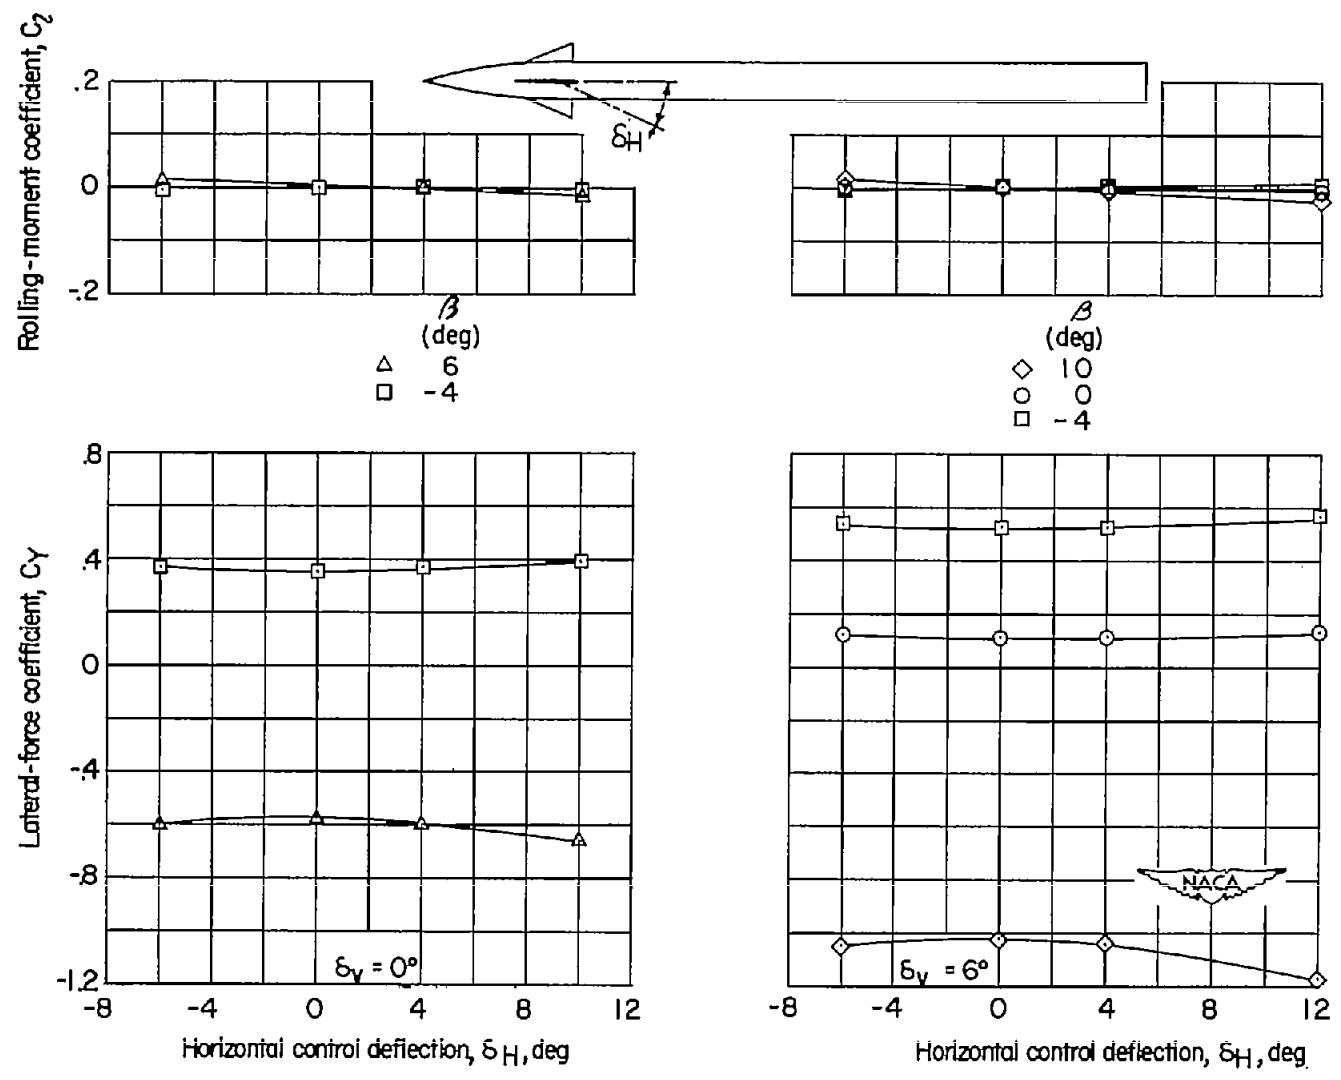 Rolling-moment coefficient, Cl
.2
0
-.2
δH
β
(deg)
△ 6
□ -4
β
(deg)
◇ 10
○ 0
□ -4
Lateral-force coefficient, CY
.8
.4
0
-.4
-.8
-1.2
δv = 0°
-8 -4 0 4 8 12
Horizontal control deflection, δH, deg
NACA
δv = 6°
-8 -4 0 4 8 12
Horizontal control deflection, δH, deg